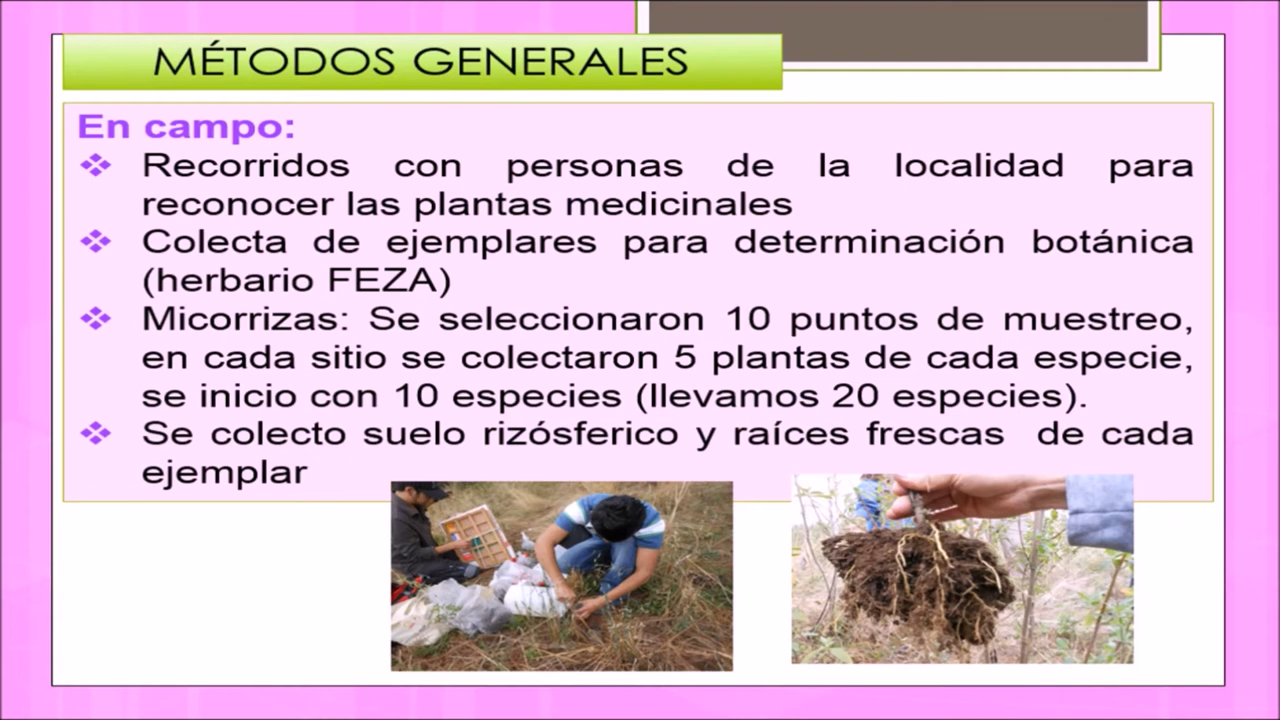 MÉTODOS GENERALES
En campo:
Recorridos con personas de la localidad para
reconocer las plantas medicinales
Colecta de ejemplares para determinación botánica
(herbario FEZA)
Micorrizas: Se seleccionaron 10 puntos de muestreo,
en cada sitio se colectaron 5 plantas de cada especie,
se inicio con 10 especies (llevamos 20 especies).
Se colecto suelo rizósferico y raíces frescas de cada
ejemplar